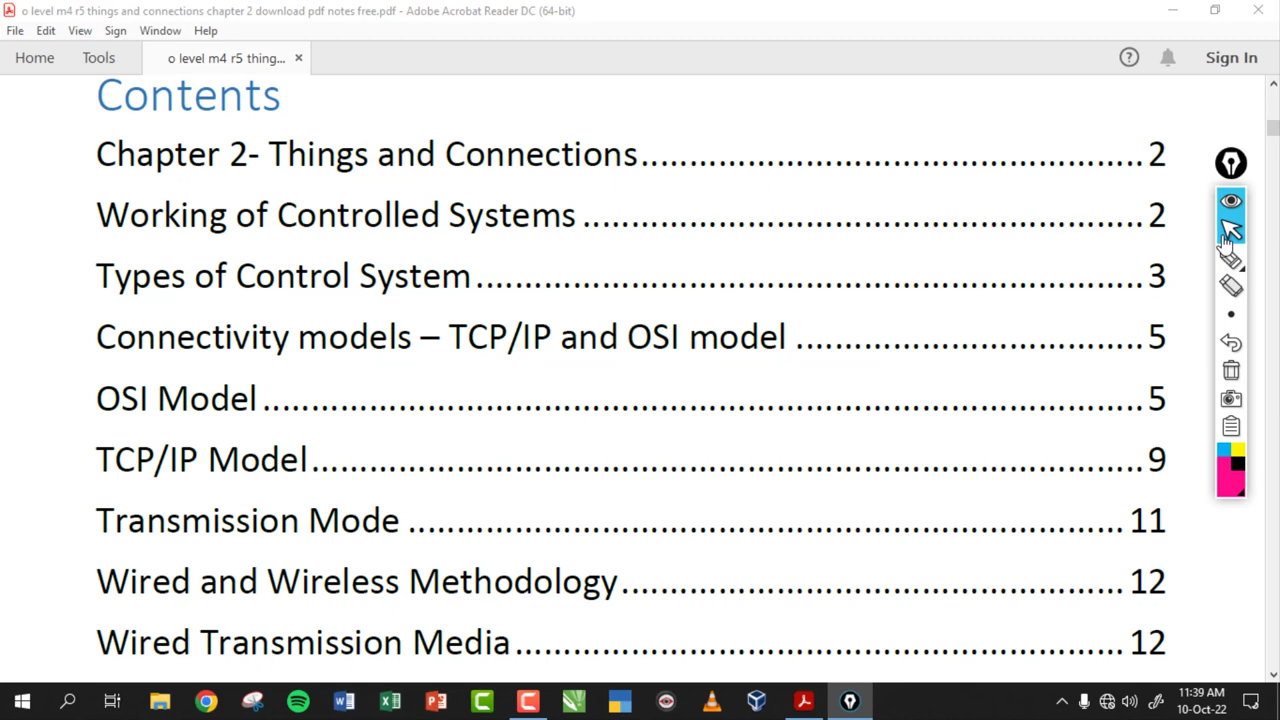 o level m4 r5 things and connections chapter 2 download pdf notes free.pdf - Adobe Acrobat Reader DC (64-bit)
File Edit View Sign Window Help
Home Tools o level m4 r5 thing... × Sign In
Contents
Chapter 2- Things and Connections 2
Working of Controlled Systems 2
Types of Control System 3
Connectivity models – TCP/IP and OSI model 5
OSI Model 5
TCP/IP Model 9
Transmission Mode 11
Wired and Wireless Methodology 12
Wired Transmission Media 12
11:39 AM
10-Oct-22